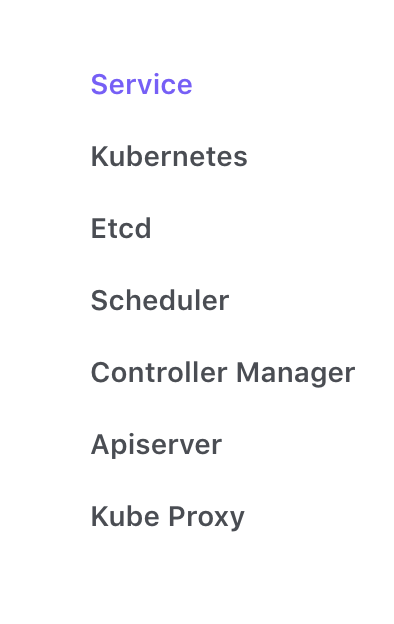 Service
Kubernetes
Etcd
Scheduler
Controller Manager
Apiserver
Kube Proxy